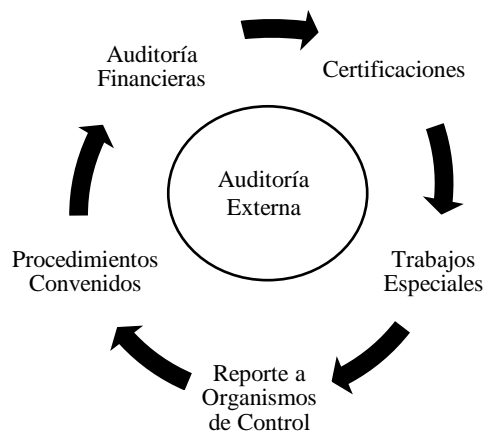 Auditoría
Financieras
Certificaciones
Auditoría
Externa
Trabajos
Especiales
Reporte a
Organismos
de Control
Procedimientos
Convenidos